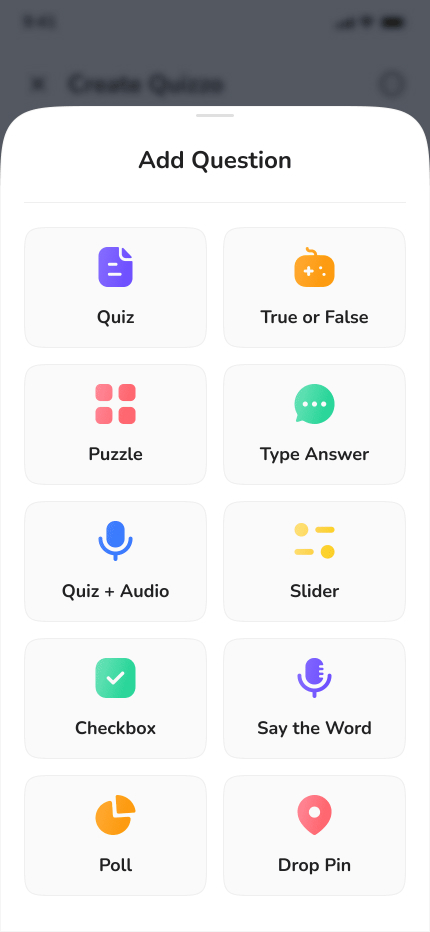 9:41
Create Quizzo
Add Question
Quiz
True or False
Puzzle
Type Answer
Quiz + Audio
Slider
Checkbox
Say the Word
Poll
Drop Pin